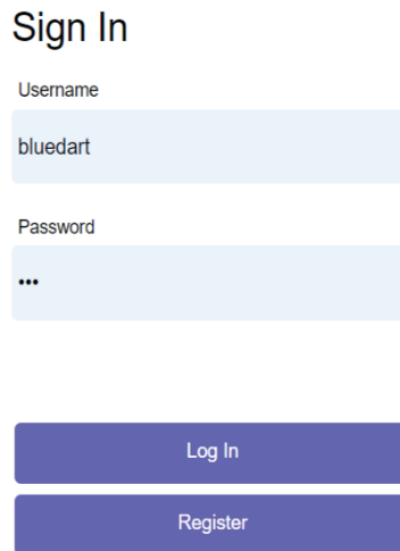 Sign In
Username
bluedart
Password
•••
Log In
Register